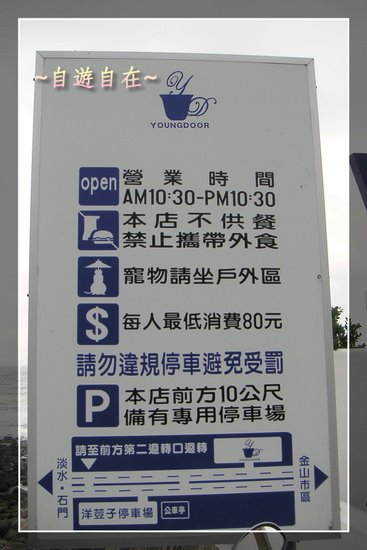 ~自遊自在~
YD
YOUNGDOOR
open 營業時間
AM10:30-PM10:30
本店不供餐
禁止攜帶外食
寵物請坐戶外區
$ 每人最低消費80元
請勿違規停車避免受罰
P 本店前方10公尺
備有專用停車場
請至前方第二迴轉口迴轉
YD
YOUNGDOOR
淡水·石門
金山市區
洋荳子停車場
公車亭